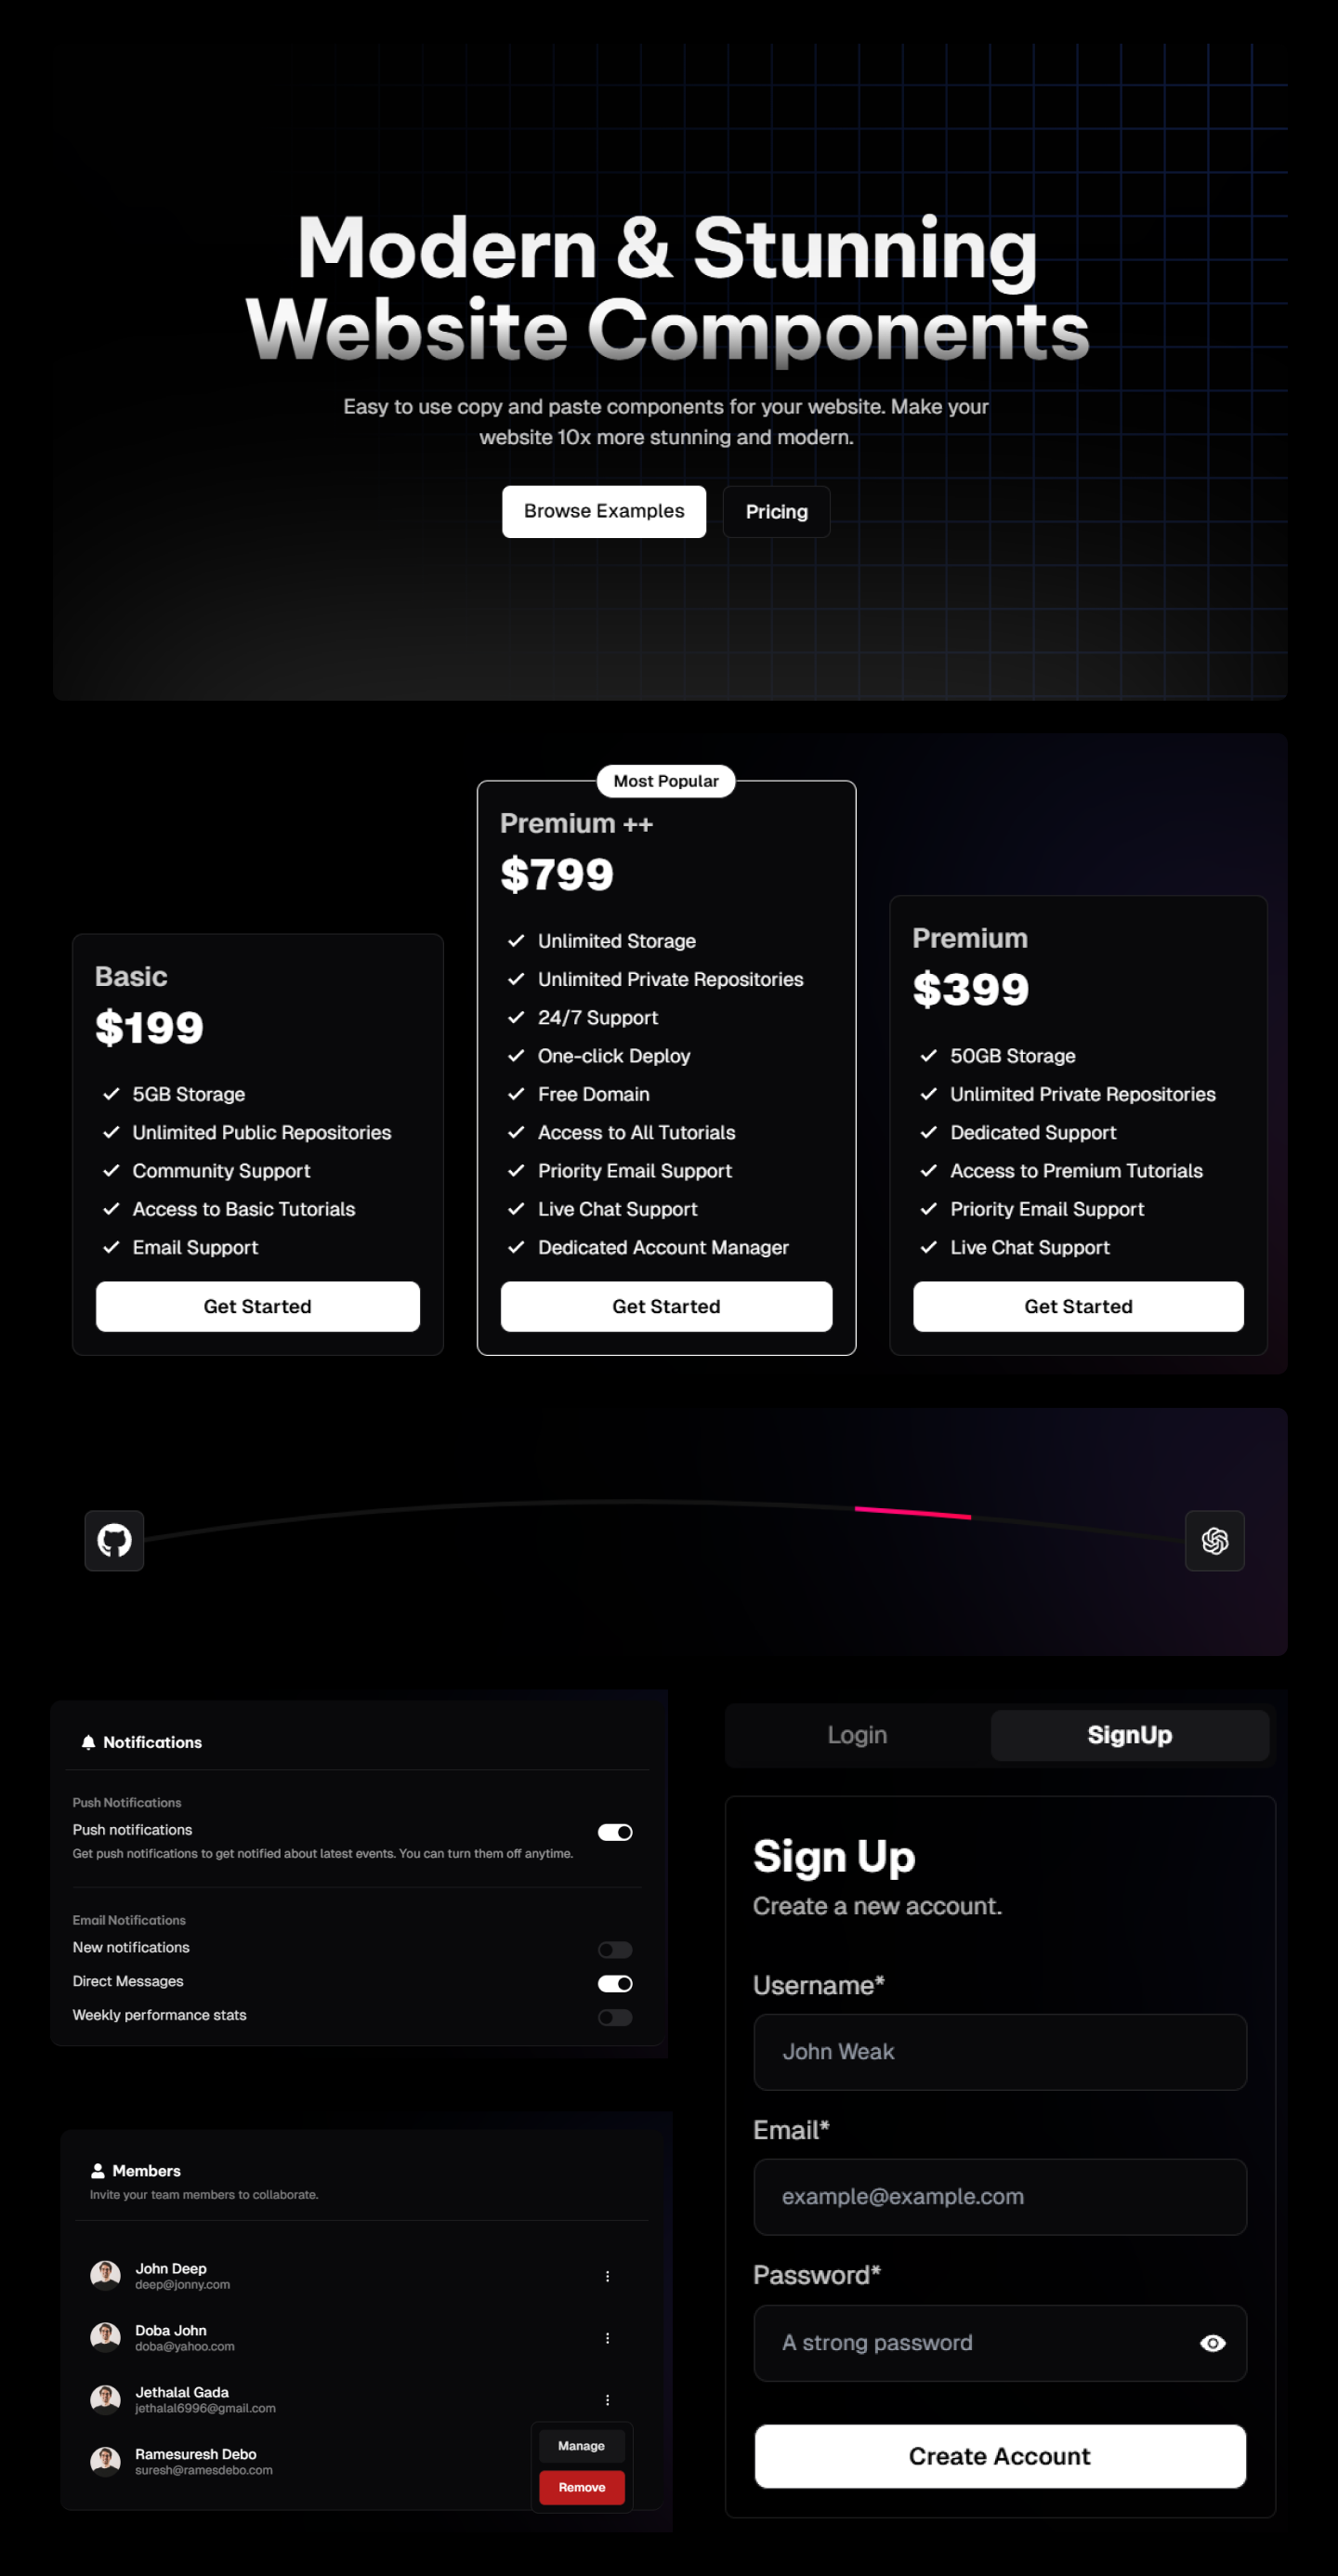 Modern & Stunning
Website Components
Easy to use copy and paste components for your website. Make your
website 10x more stunning and modern.
Browse Examples
Pricing
Basic
$199
5GB Storage
Unlimited Public Repositories
Community Support
Access to Basic Tutorials
Email Support
Get Started
Most Popular
Premium ++
$799
Unlimited Storage
Unlimited Private Repositories
24/7 Support
One-click Deploy
Free Domain
Access to All Tutorials
Priority Email Support
Live Chat Support
Dedicated Account Manager
Get Started
Premium
$399
50GB Storage
Unlimited Private Repositories
Dedicated Support
Access to Premium Tutorials
Priority Email Support
Live Chat Support
Get Started
Notifications
Push Notifications
Push notifications
Get push notifications to get notified about latest events. You can turn them off anytime.
Email Notifications
New notifications
Direct Messages
Weekly performance stats
Members
Invite your team members to collaborate.
John Deep
deep@jonny.com
Doba John
doba@yahoo.com
Jethalal Gada
jethalal6996@gmail.com
Ramesuresh Debo
suresh@ramesdebo.com
Manage
Remove
Login
SignUp
Sign Up
Create a new account.
Username*
John Weak
Email*
example@example.com
Password*
A strong password
Create Account